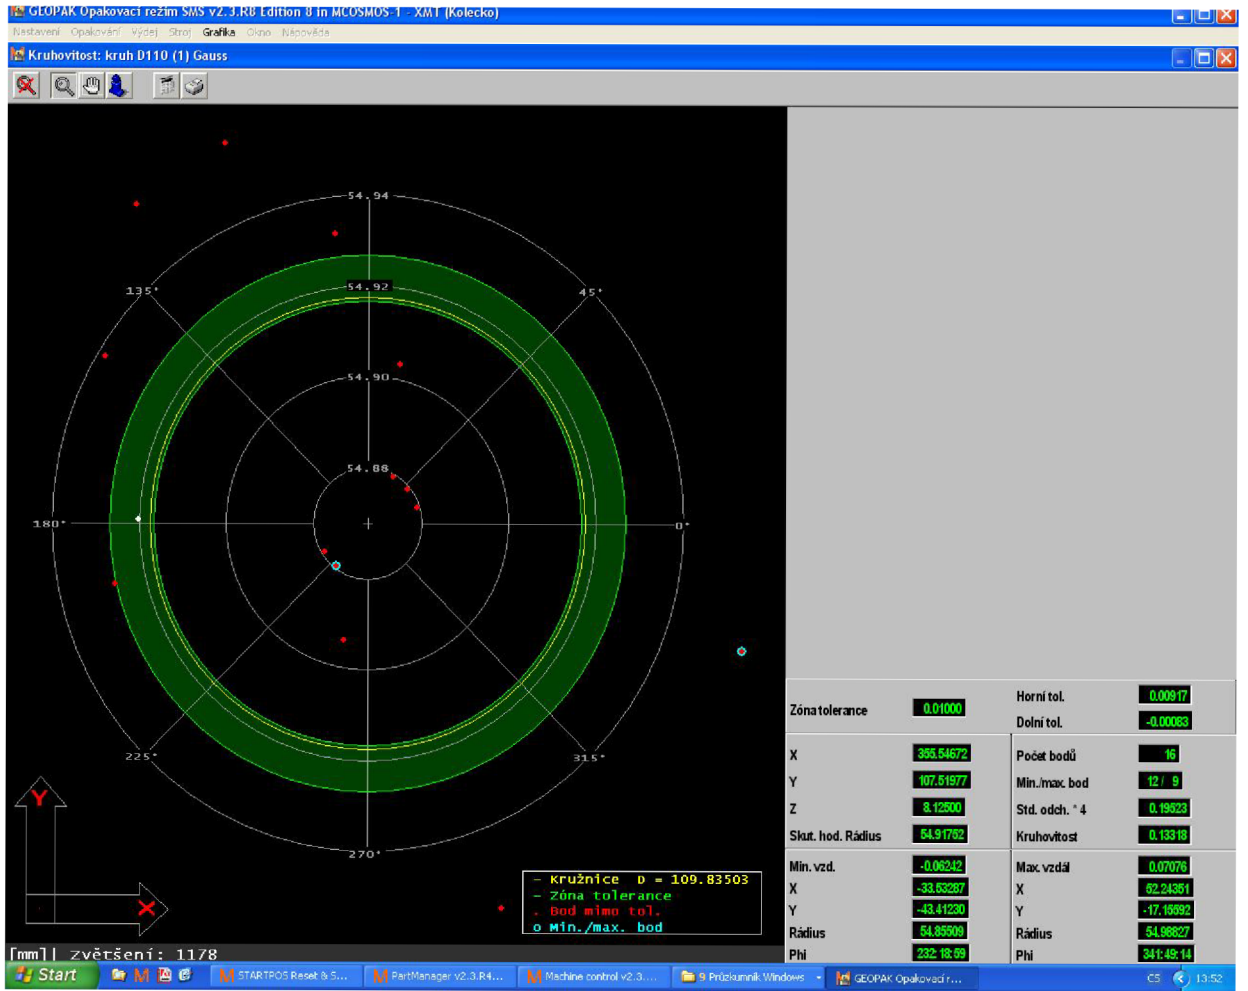 GEOPAK Opakovací režim SMS v2.3.R8 Edition 8 in MCOSMOS-1 - XMT (Kolecko)
Nastavení Opakování Výdej Stroj Grafika Okno Nápověda
Kruhovitost: kruh D110 (1) Gauss
54.94
54.92
135°
45°
54.90
54.88
180°
0°
225°
315°
270°
Y
X
— Kružnice D = 109.83503
— Zóna tolerance
. Bod mimo tol.
o Min./max. bod
[mm]| Zvětšení: 1178
Zóna tolerance 0.01000
Horní tol. 0.00917
Dolní tol. -0.00083
X 355.54672
Y 107.51977
Z 8.12500
Skut. hod. Rádius 54.91752
Počet bodů 16
Min./max. bod 12 / 9
Std. odch. * 4 0.19523
Kruhovitost 0.13318
Min. vzd. -0.06242
X -33.53287
Y -43.41230
Rádius 54.85509
Phi 232:18:59
Max. vzdál 0.07076
X 52.24351
Y -17.15592
Rádius 54.98827
Phi 341:49:14
Start
STARTPOS Reset & S...
PartManager v2.3.R4...
Machine control v2.3....
9 Průzkumník Windows
GEOPAK Opakovací r...
CS
13:52